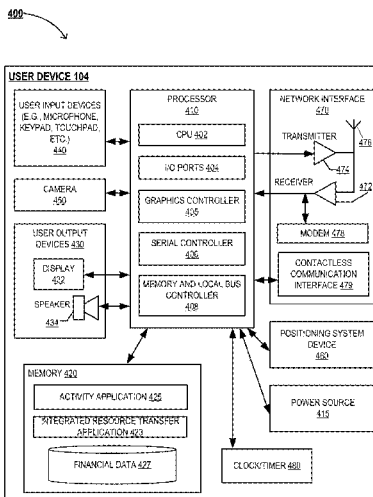 400
USER DEVICE 104
USER INPUT DEVICES
(E.G., MICROPHONE,
KEYPAD, TOUCHPAD,
ETC.)
440
CAMERA
450
USER OUTPUT
DEVICES 430
DISPLAY
432
SPEAKER
434
PROCESSOR
410
CPU 402
I/O PORTS 404
GRAPHICS CONTROLLER
405
SERIAL CONTROLLER
406
MEMORY AND LOCAL BUS
CONTROLLER
408
NETWORK INTERFACE
470
TRANSMITTER
474
476
RECEIVER
472
MODEM 478
CONTACTLESS
COMMUNICATION
INTERFACE 479
POSITIONING SYSTEM
DEVICE 460
POWER SOURCE
415
CLOCK/TIMER 480
MEMORY 420
ACTIVITY APPLICATION 425
INTEGRATED RESOURCE TRANSFER
APPLICATION 423
FINANCIAL DATA 427